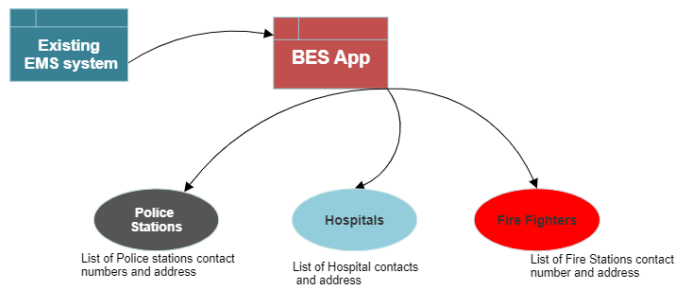 Existing
EMS system
BES App
Police
Stations
Hospitals
Fire Fighters
List of Police stations contact
numbers and address
List of Hospital contacts
and address
List of Fire Stations contact
number and address